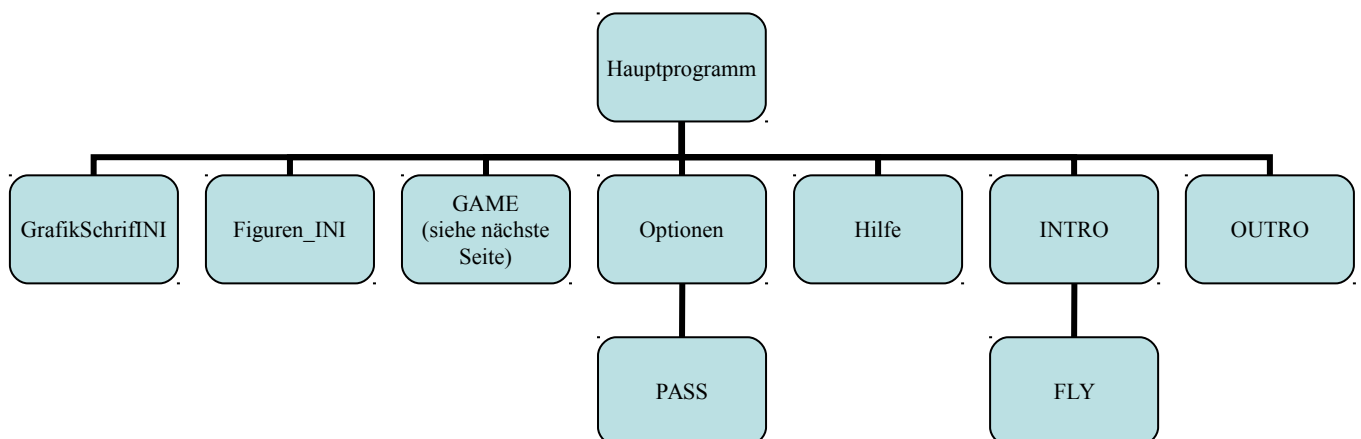 Hauptprogramm
GrafikSchrifINI
Figuren_INI
GAME
(siehe nächste
Seite)
Optionen
Hilfe
INTRO
OUTRO
PASS
FLY